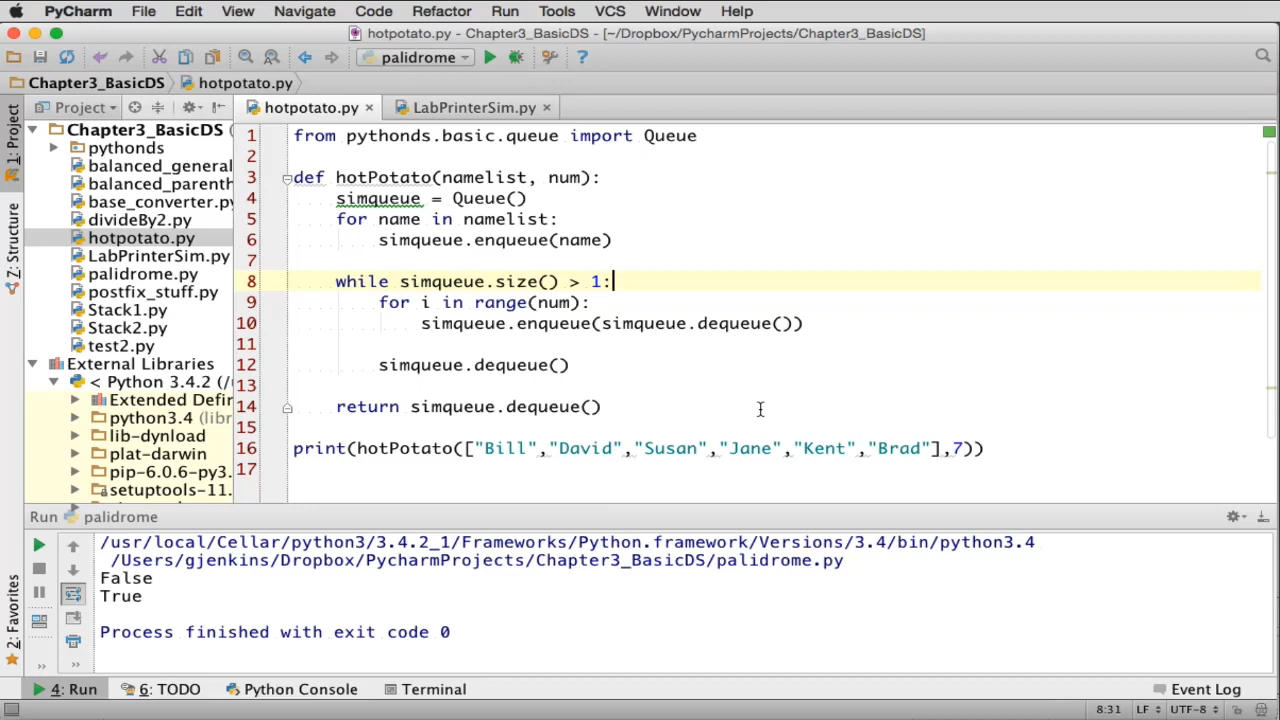 PyCharm File Edit View Navigate Code Refactor Run Tools VCS Window Help
hotpotato.py - Chapter3_BasicDS - [~/Dropbox/PycharmProjects/Chapter3_BasicDS]
palidrome
Chapter3_BasicDS hotpotato.py
Project hotpotato.py LabPrinterSim.py
1: Project
7: Structure
2: Favorites
Chapter3_BasicDS (
pythonds
balanced_general
balanced_parenth
base_converter.py
divideBy2.py
hotpotato.py
LabPrinterSim.py
palidrome.py
postfix_stuff.py
Stack1.py
Stack2.py
test2.py
External Libraries
< Python 3.4.2 (/u
Extended Defir
python3.4 (libr
lib-dynload
plat-darwin
pip-6.0.6-py3.
setuptools-11.
1 from pythonds.basic.queue import Queue
2
3 def hotPotato(namelist, num):
4 simqueue = Queue()
5 for name in namelist:
6 simqueue.enqueue(name)
7
8 while simqueue.size() > 1:
9 for i in range(num):
10 simqueue.enqueue(simqueue.dequeue())
11
12 simqueue.dequeue()
13
14 return simqueue.dequeue()
15
16 print(hotPotato(["Bill","David","Susan","Jane","Kent","Brad"],7))
17
Run palidrome
/usr/local/Cellar/python3/3.4.2_1/Frameworks/Python.framework/Versions/3.4/bin/python3.4
/Users/gjenkins/Dropbox/PycharmProjects/Chapter3_BasicDS/palidrome.py
False
True
Process finished with exit code 0
4: Run 6: TODO Python Console Terminal Event Log
8:31 LF UTF-8